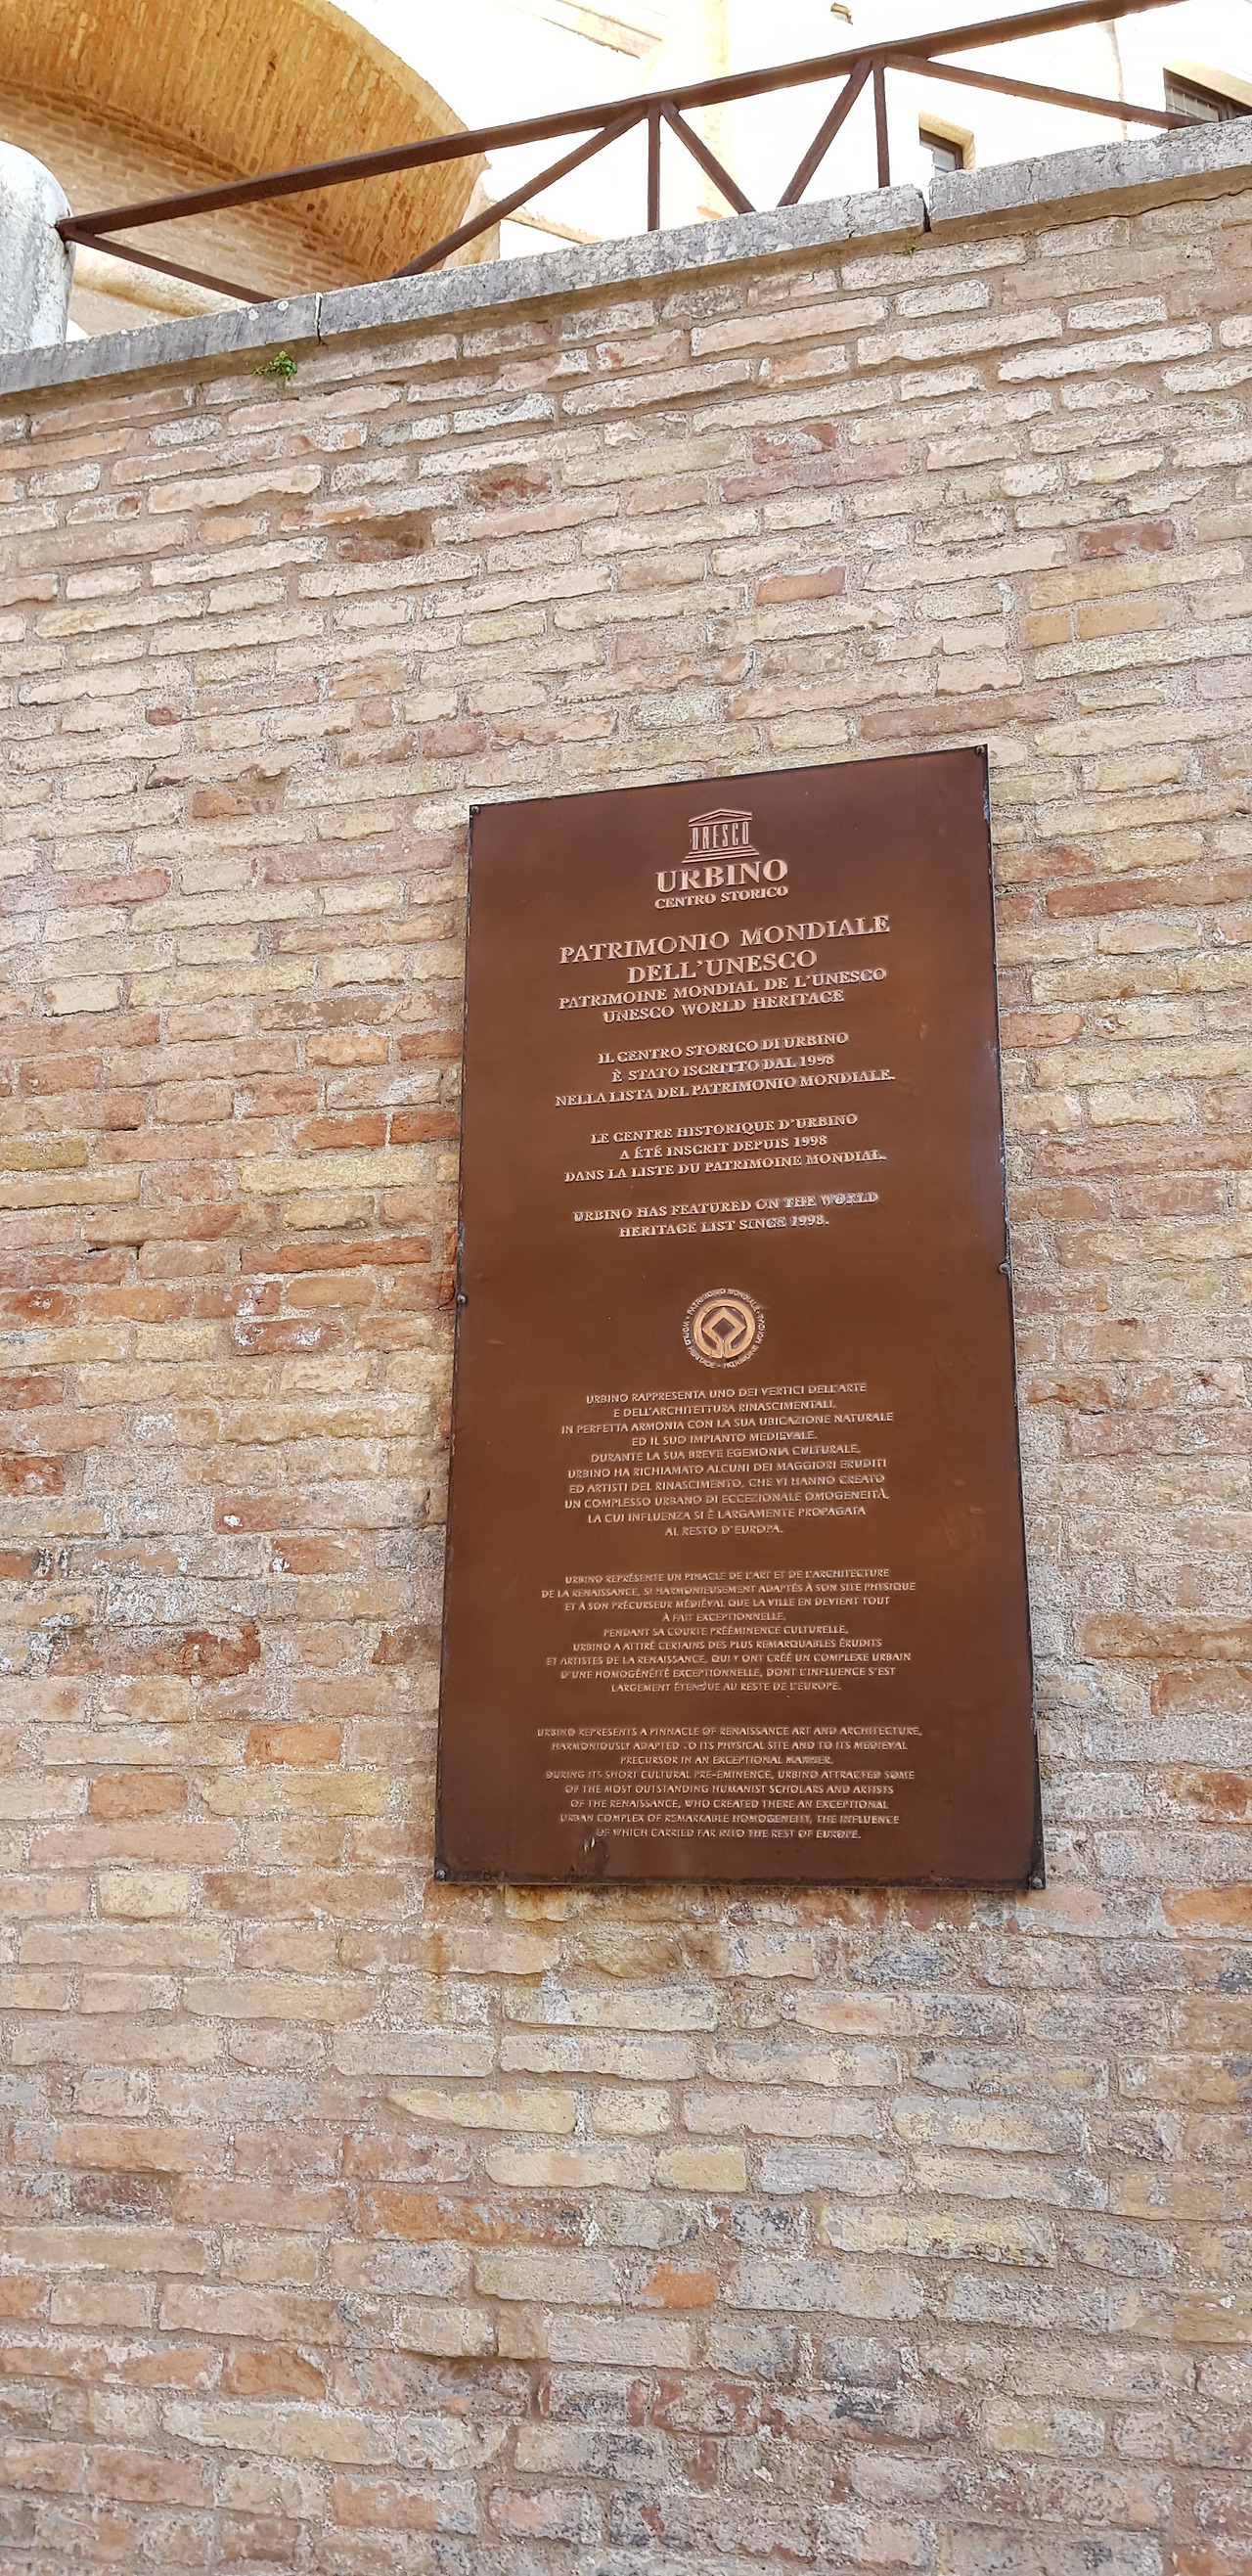 UNESCO
URBINO
CENTRO STORICO
PATRIMONIO MONDIALE
DELL'UNESCO
PATRIMOINE MONDIAL DE L'UNESCO
UNESCO WORLD HERITAGE
IL CENTRO STORICO DI URBINO
È STATO ISCRITTO DAL 1998
NELLA LISTA DEL PATRIMONIO MONDIALE.
LE CENTRE HISTORIQUE D'URBINO
A ÉTÉ INSCRIT DEPUIS 1998
DANS LA LISTE DU PATRIMOINE MONDIAL.
URBINO HAS FEATURED ON THE WORLD
HERITAGE LIST SINCE 1998.
PATRIMONIO MONDIALE • WORLD HERITAGE • PATRIMOINE MONDIAL
URBINO RAPPRESENTA UNO DEI VERTICI DELL'ARTE
E DELL'ARCHITETTURA RINASCIMENTALI,
IN PERFETTA ARMONIA CON LA SUA UBICAZIONE NATURALE
ED IL SUO IMPIANTO MEDIEVALE.
DURANTE LA SUA BREVE EGEMONIA CULTURALE,
URBINO HA RICHIAMATO ALCUNI DEI MAGGIORI ERUDITI
ED ARTISTI DEL RINASCIMENTO, CHE VI HANNO CREATO
UN COMPLESSO URBANO DI ECCEZIONALE OMOGENEITÀ,
LA CUI INFLUENZA SI È LARGAMENTE PROPAGATA
AL RESTO D'EUROPA.
URBINO REPRÉSENTE UN PINACLE DE L'ART ET DE L'ARCHITECTURE
DE LA RENAISSANCE, SI HARMONIEUSEMENT ADAPTÉS À SON SITE PHYSIQUE
ET À SON PRÉCURSEUR MÉDIÉVAL QUE LA VILLE EN DEVIENT TOUT
À FAIT EXCEPTIONNELLE.
PENDANT SA COURTE PRÉÉMINENCE CULTURELLE,
URBINO A ATTIRÉ CERTAINS DES PLUS REMARQUABLES ÉRUDITS
ET ARTISTES DE LA RENAISSANCE, QUI Y ONT CRÉÉ UN COMPLEXE URBAIN
D'UNE HOMOGÉNÉITÉ EXCEPTIONNELLE, DONT L'INFLUENCE S'EST
LARGEMENT ÉTENDUE AU RESTE DE L'EUROPE.
URBINO REPRESENTS A PINNACLE OF RENAISSANCE ART AND ARCHITECTURE,
HARMONIOUSLY ADAPTED TO ITS PHYSICAL SITE AND TO ITS MEDIEVAL
PRECURSOR IN AN EXCEPTIONAL MANNER.
DURING ITS SHORT CULTURAL PRE-EMINENCE, URBINO ATTRACTED SOME
OF THE MOST OUTSTANDING HUMANIST SCHOLARS AND ARTISTS
OF THE RENAISSANCE, WHO CREATED THERE AN EXCEPTIONAL
URBAN COMPLEX OF REMARKABLE HOMOGENEITY, THE INFLUENCE
OF WHICH CARRIED FAR INTO THE REST OF EUROPE.